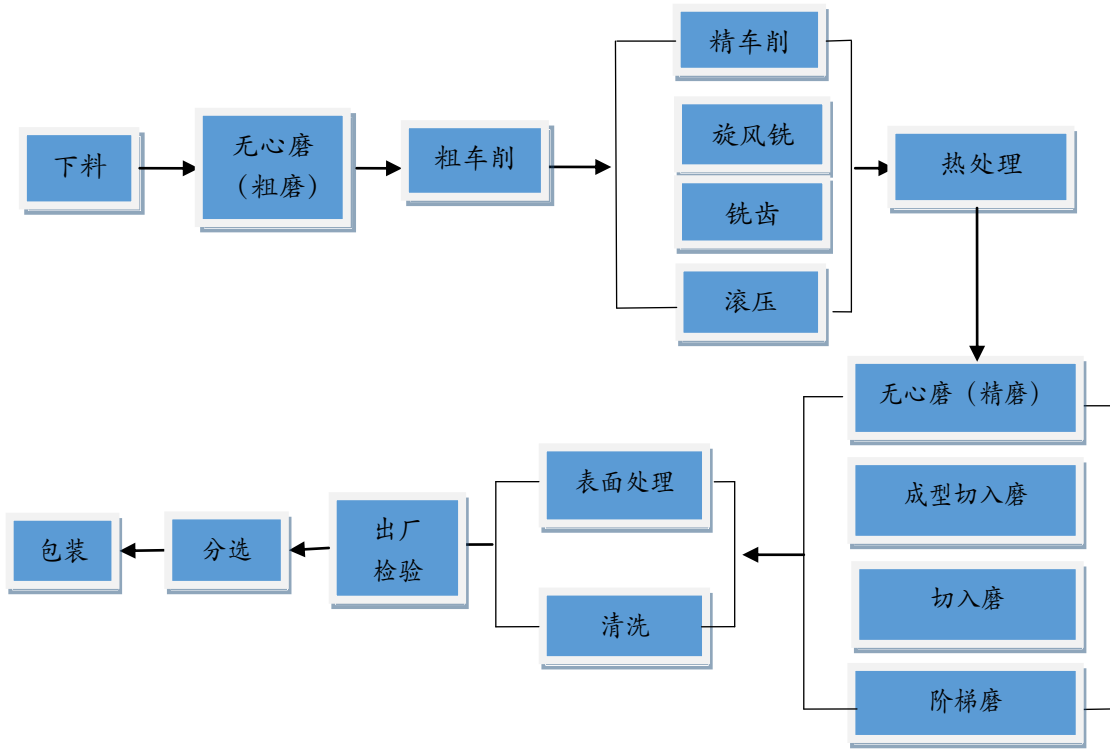 下料
无心磨
（粗磨）
粗车削
精车削
旋风铣
铣齿
滚压
热处理
无心磨（精磨）
成型切入磨
切入磨
阶梯磨
表面处理
清洗
出厂
检验
分选
包装